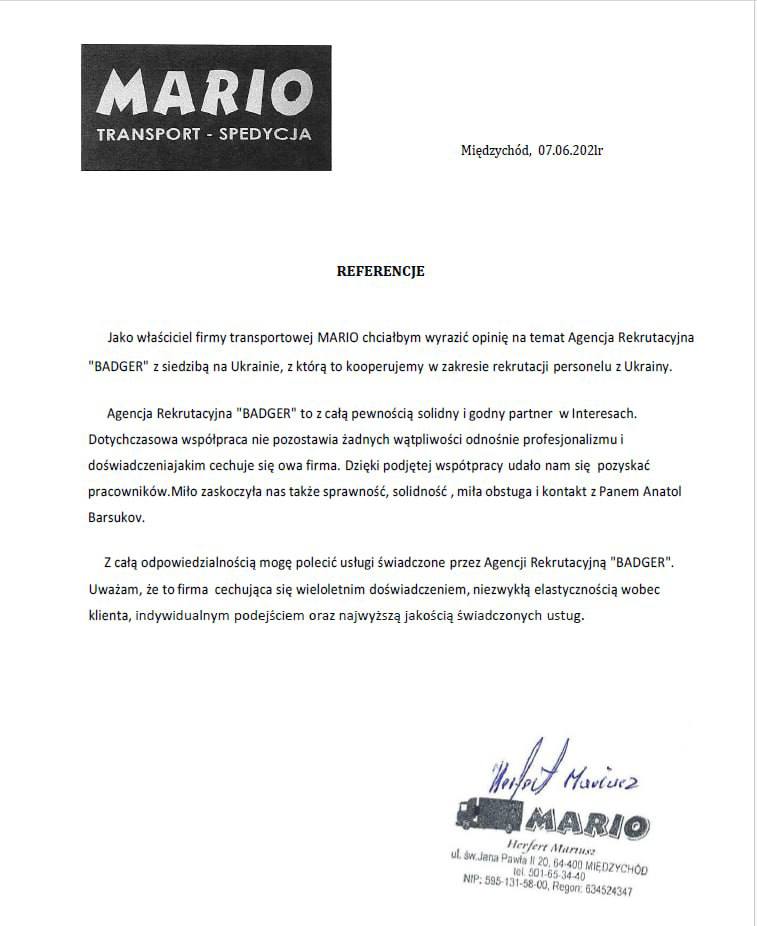 MARIO
TRANSPORT - SPEDYCJA
Międzychód, 07.06.202lr
REFERENCJE
Jako właściciel firmy transportowej MARIO chciałbym wyrazić opinię na temat Agencja Rekrutacyjna
"BADGER" z siedzibą na Ukrainie, z którą to kooperujemy w zakresie rekrutacji personelu z Ukrainy.
Agencja Rekrutacyjna "BADGER" to z całą pewnością solidny i godny partner w Interesach.
Dotychczasowa współpraca nie pozostawia żadnych wątpliwości odnośnie profesjonalizmu i
doświadczeniajakim cechuje się owa firma. Dzięki podjętej wspótpracy udało nam się pozyskać
pracowników.Miło zaskoczyła nas także sprawność, solidność , miła obstuga i kontakt z Panem Anatol
Barsukov.
Z całą odpowiedzialnością mogę polecić usługi świadczone przez Agencji Rekrutacyjną "BADGER".
Uważam, że to firma cechująca się wieloletnim doświadczeniem, niezwykłą elastycznością wobec
klienta, indywidualnym podejściem oraz najwyższą jakością świadczonych ustug.
Herfert Mariusz
MARIO
Herfert Mariusz
ul. św.Jana Pawła II 20, 64-400 MIĘDZYCHÓD
tel. 501-65-34-40
NIP: 595-131-58-00, Regon: 634524347